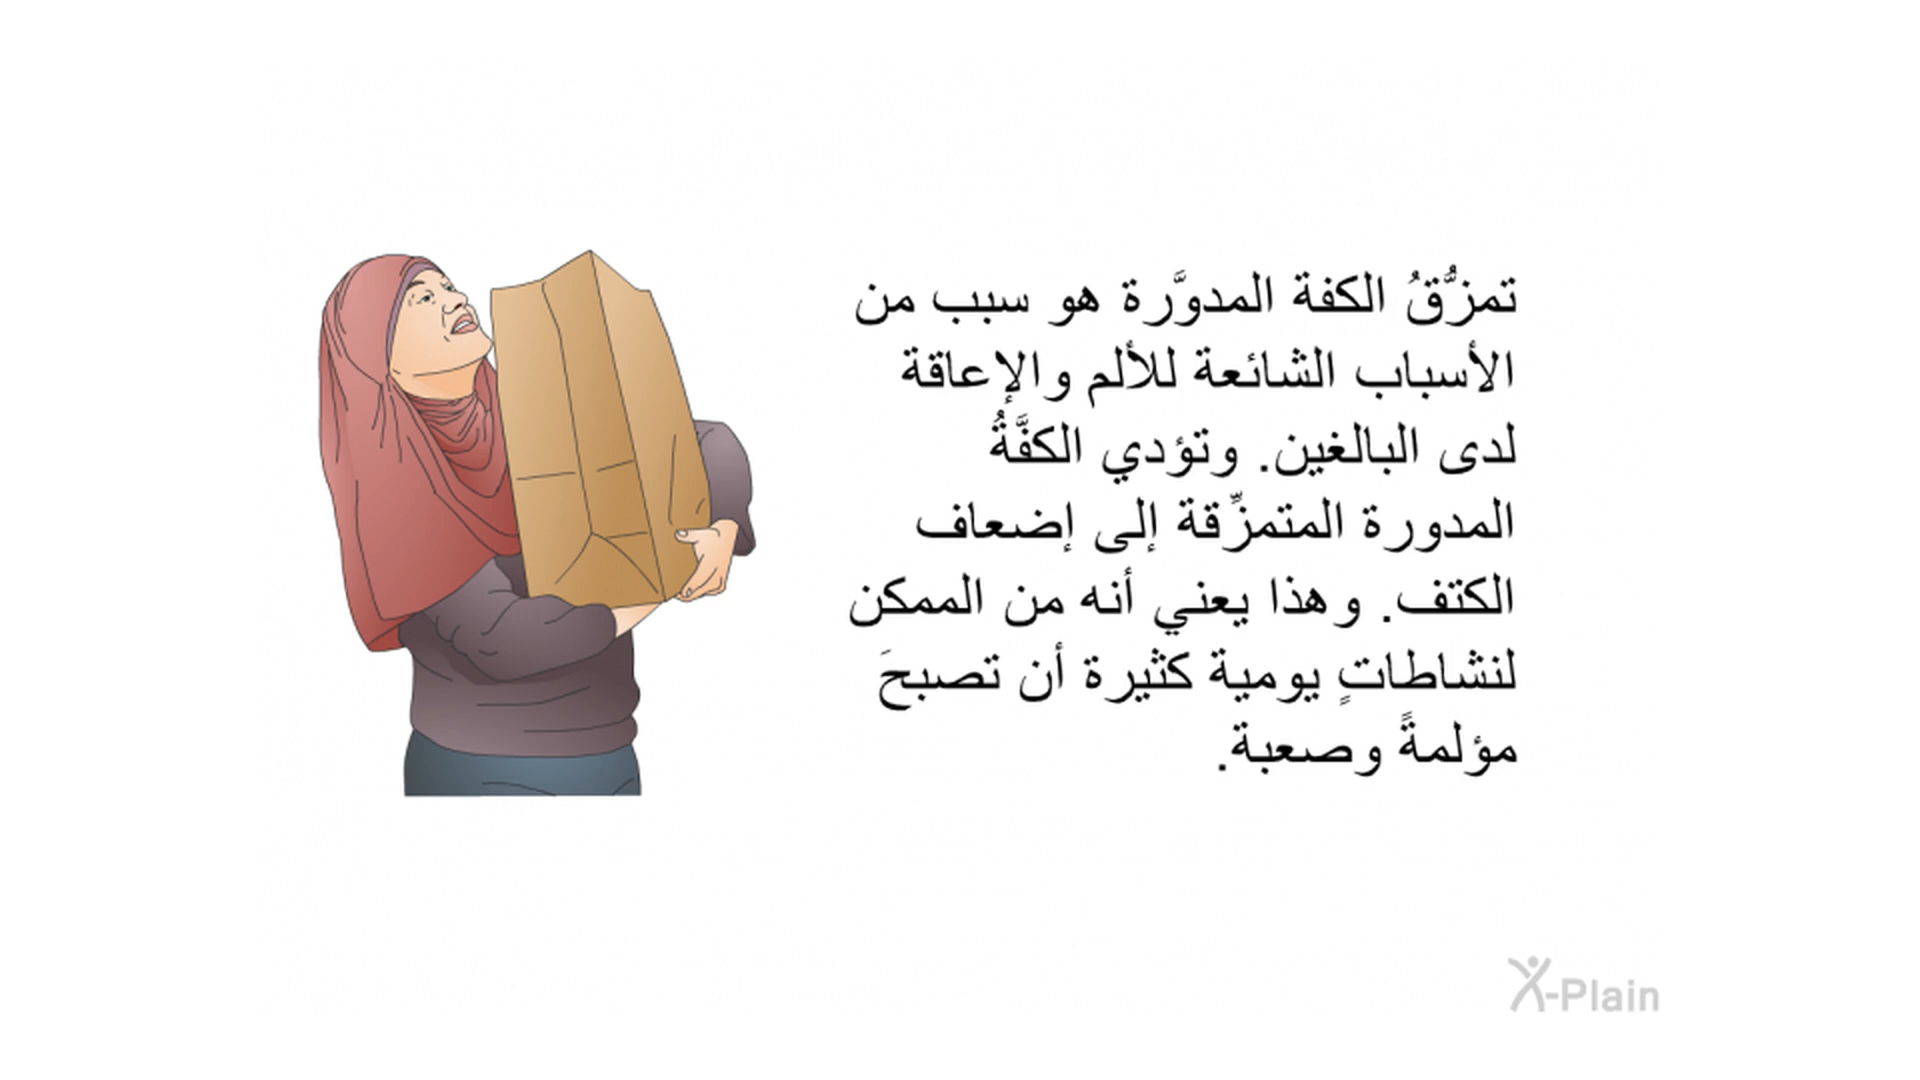 تمزُّقُ الكفة المدوَّرة هو سبب من
الأسباب الشائعة للألم والإعاقة
لدى البالغين. وتؤدي الكفَّةُ
المدورة المتمزِّقة إلى إضعاف
الكتف. وهذا يعني أنه من الممكن
لنشاطاتٍ يومية كثيرة أن تصبحَ
مؤلمةً وصعبة.
X-Plain